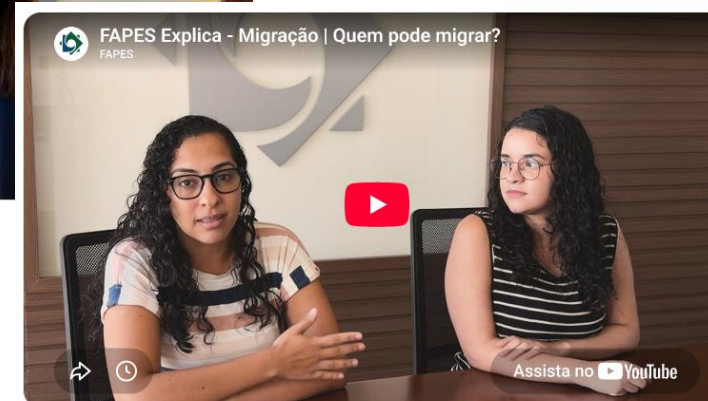 FAPES Explica - Migração | Quem pode migrar?
FAPES
Assista no YouTube